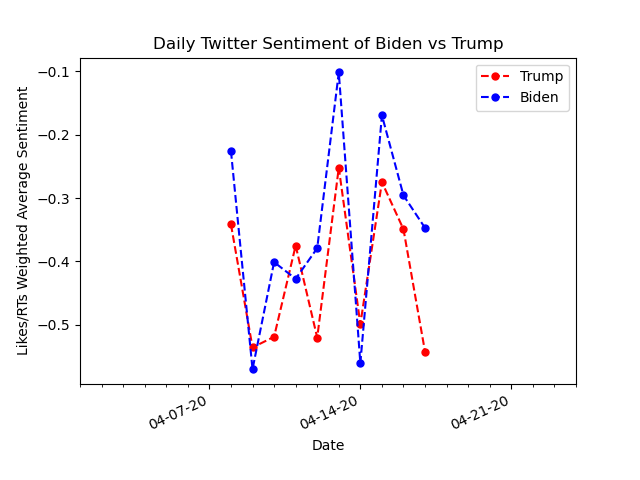 Daily Twitter Sentiment of Biden vs Trump
Trump
Biden
Likes/RTs Weighted Average Sentiment
−0.1
−0.2
−0.3
−0.4
−0.5
04-07-20
04-14-20
04-21-20
Date